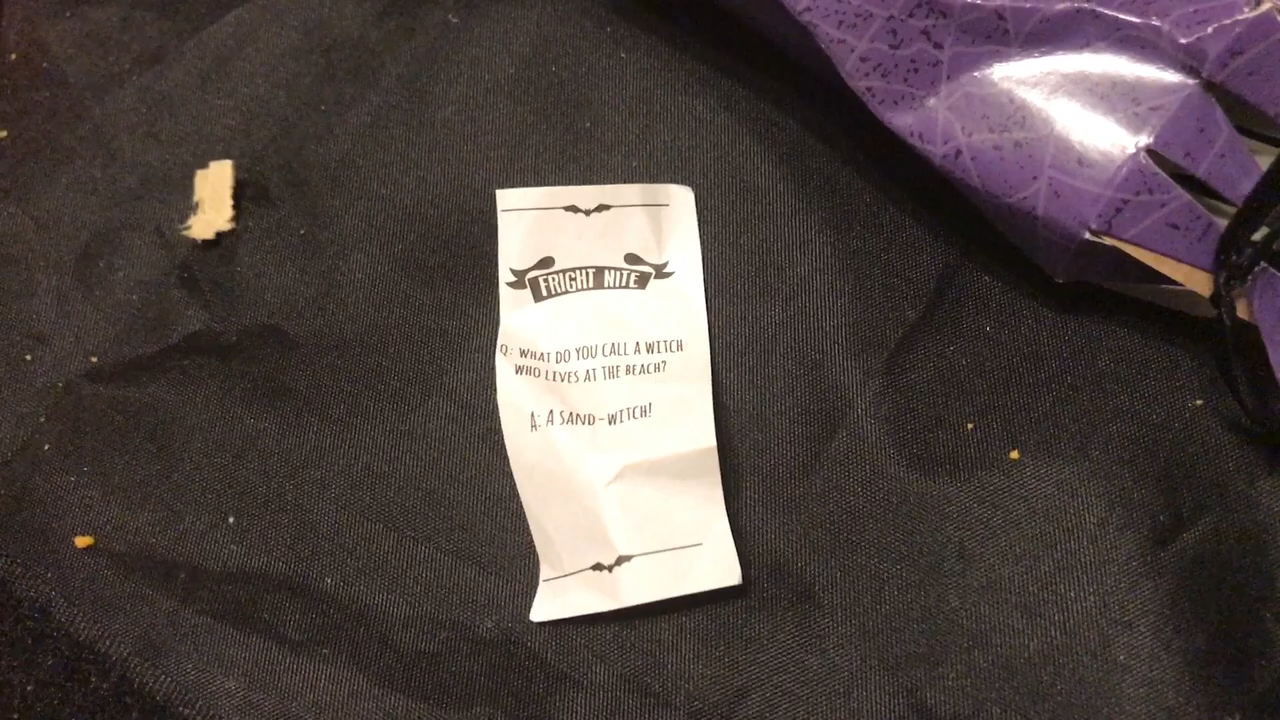 FRIGHT NITE
Q: WHAT DO YOU CALL A WITCH
WHO LIVES AT THE BEACH?
A: A SAND-WITCH!